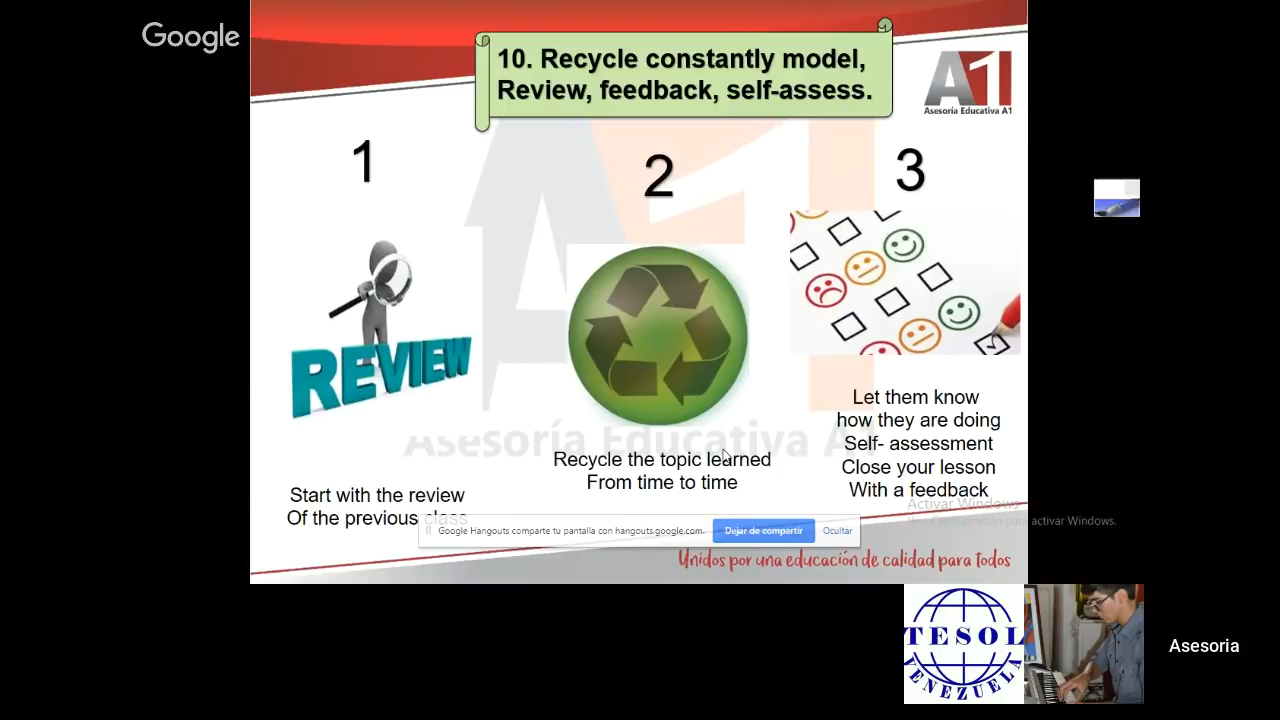 Google
10. Recycle constantly model,
Review, feedback, self-assess.
A1
Asesoría Educativa A1
1
2
3
REVIEW
Asesoría Educativa A1
Let them know
how they are doing
Self- assessment
Close your lesson
With a feedback
Recycle the topic learned
From time to time
Start with the review
Of the previous class
Activar Windows
activar Windows.
Google Hangouts comparte tu pantalla con hangouts.google.com.
Dejar de compartir
Ocultar
Unidos por una educación de calidad para todos
TESOL
VENEZUELA
Asesoria